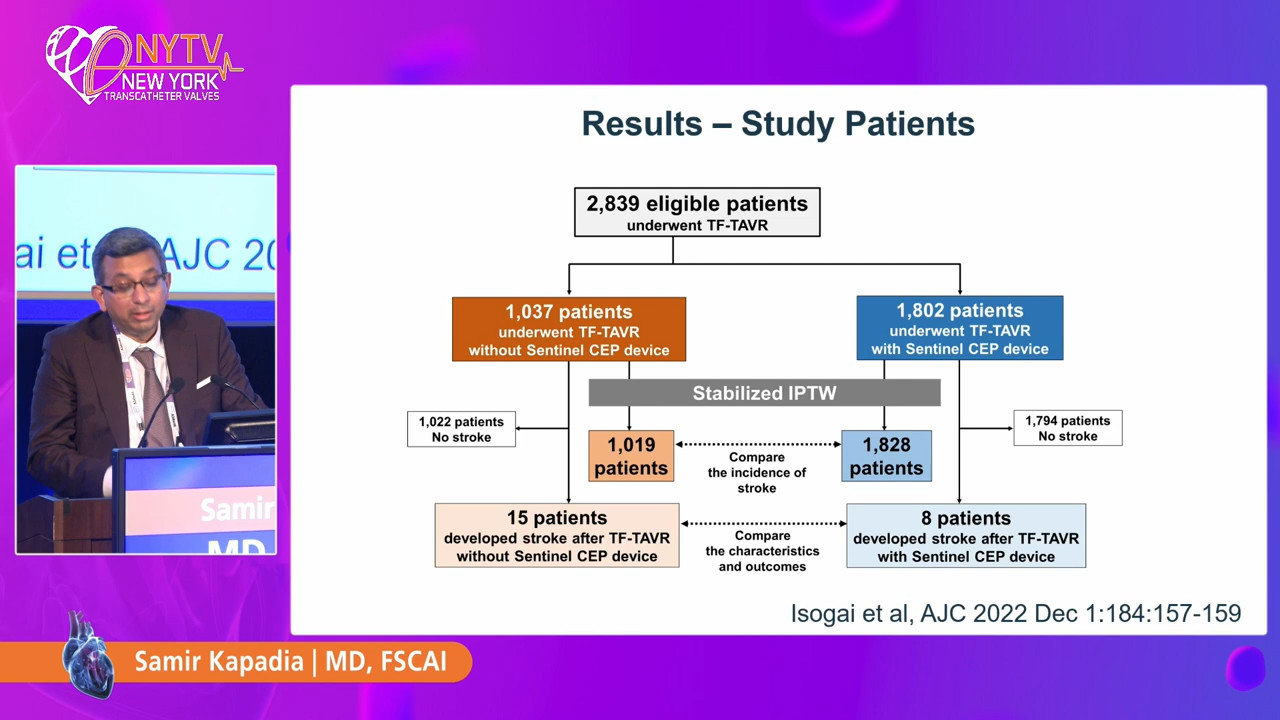 NYTV
NEW YORK
TRANSCATHETER VALVES
Results – Study Patients
2,839 eligible patients
underwent TF-TAVR
1,037 patients
underwent TF-TAVR
without Sentinel CEP device
1,802 patients
underwent TF-TAVR
with Sentinel CEP device
Stabilized IPTW
1,022 patients
No stroke
1,019
patients
Compare
the incidence of
stroke
1,828
patients
1,794 patients
No stroke
15 patients
developed stroke after TF-TAVR
without Sentinel CEP device
Compare
the characteristics
and outcomes
8 patients
developed stroke after TF-TAVR
with Sentinel CEP device
Isogai et al, AJC 2022 Dec 1:184:157-159
ai et AJC 20
Samir
MD
Samir Kapadia | MD, FSCAI